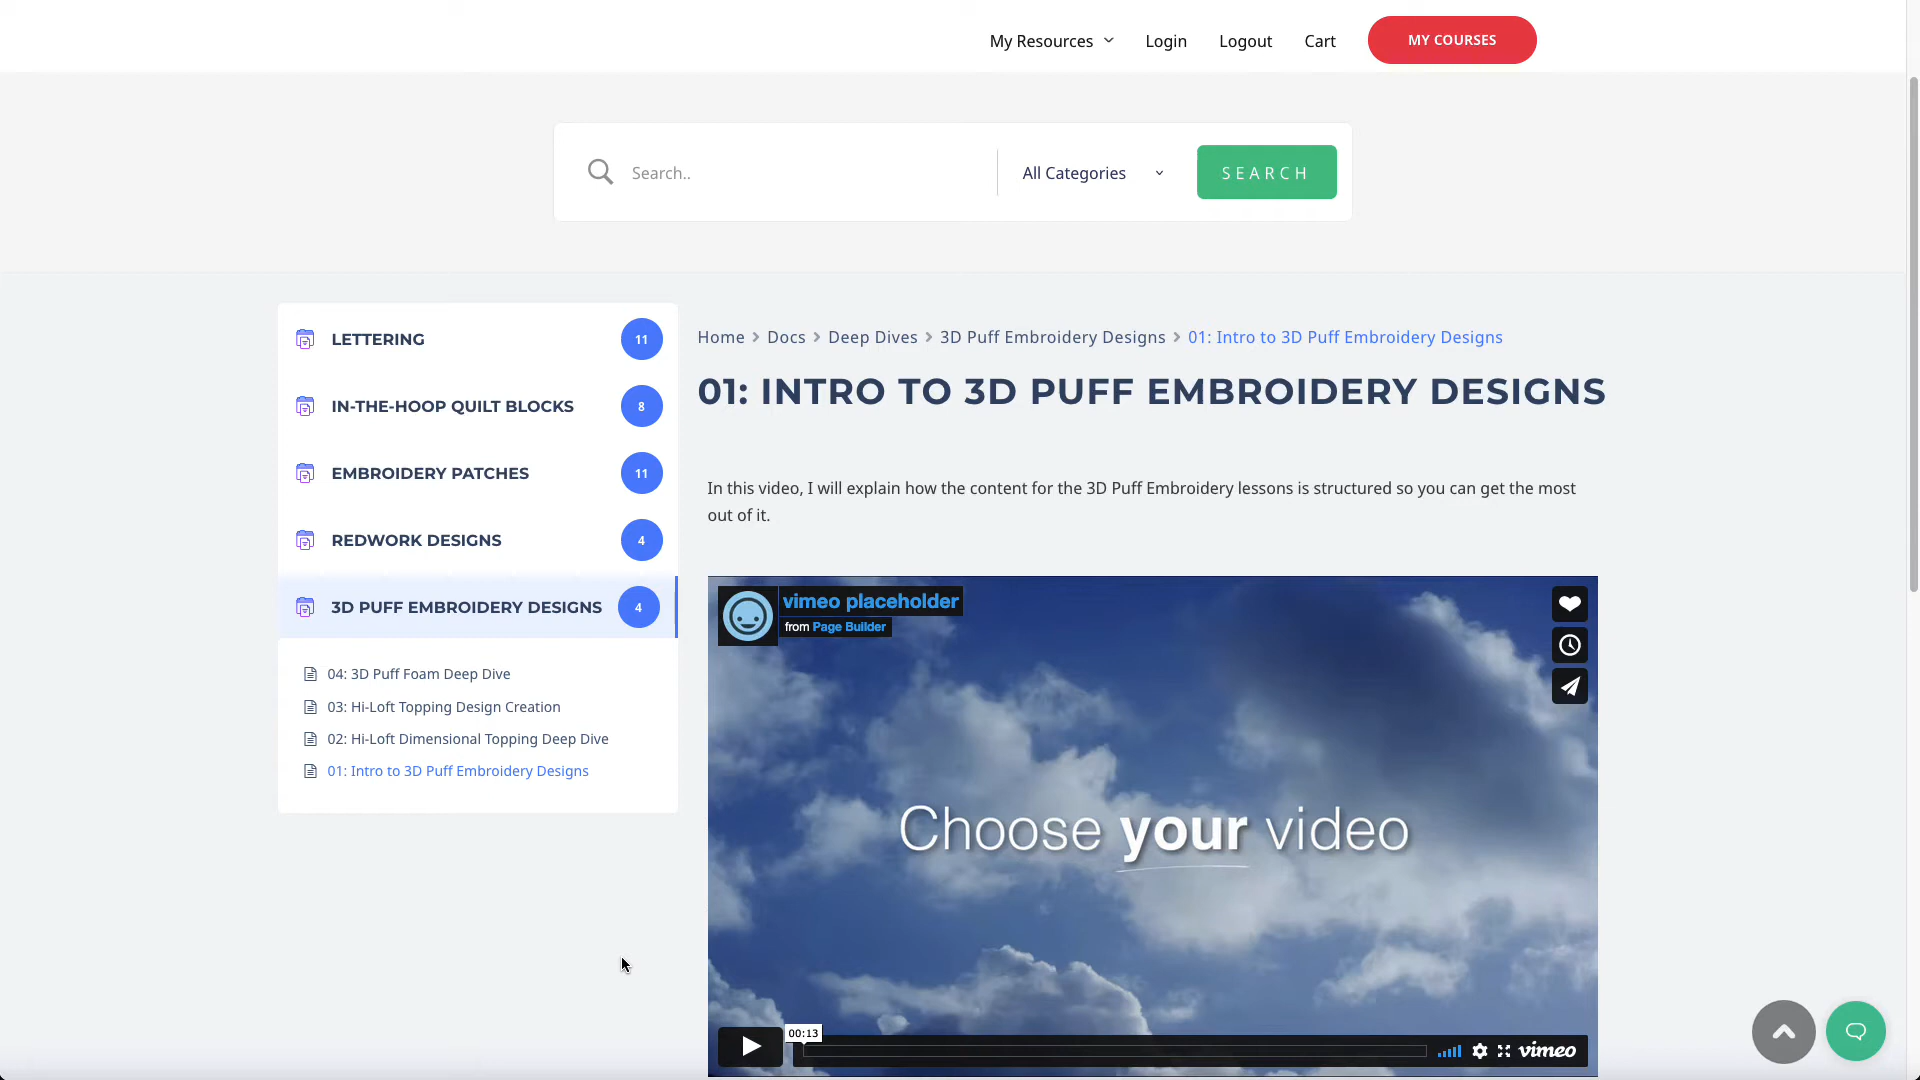 My Resources
Login
Logout
Cart
MY COURSES
Search..
All Categories
SEARCH
LETTERING
11
IN-THE-HOOP QUILT BLOCKS
8
EMBROIDERY PATCHES
11
REDWORK DESIGNS
4
3D PUFF EMBROIDERY DESIGNS
4
04: 3D Puff Foam Deep Dive
03: Hi-Loft Topping Design Creation
02: Hi-Loft Dimensional Topping Deep Dive
01: Intro to 3D Puff Embroidery Designs
Home > Docs > Deep Dives > 3D Puff Embroidery Designs > 01: Intro to 3D Puff Embroidery Designs
01: INTRO TO 3D PUFF EMBROIDERY DESIGNS
In this video, I will explain how the content for the 3D Puff Embroidery lessons is structured so you can get the most
out of it.
vimeo placeholder
from Page Builder
Choose your video
00:13
vimeo